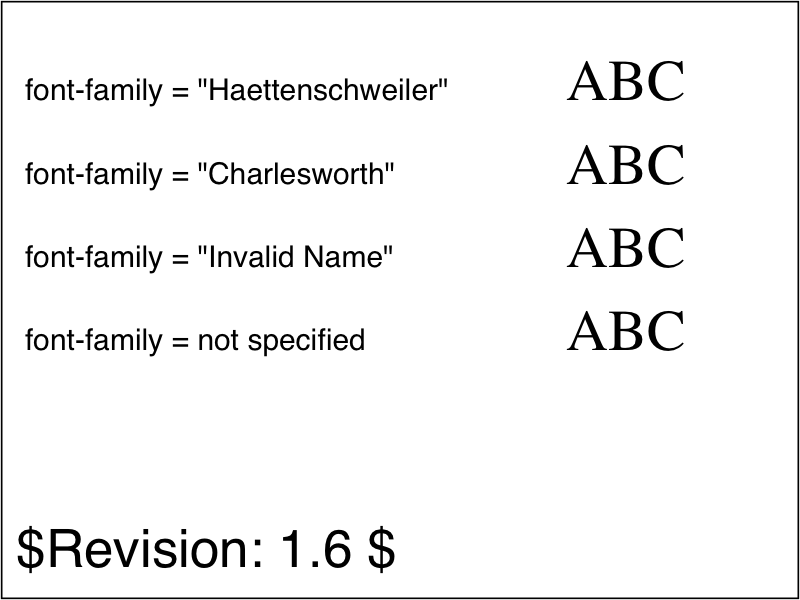 font-family = "Haettenschweiler" ABC
font-family = "Charlesworth" ABC
font-family = "Invalid Name" ABC
font-family = not specified ABC
$Revision: 1.6 $